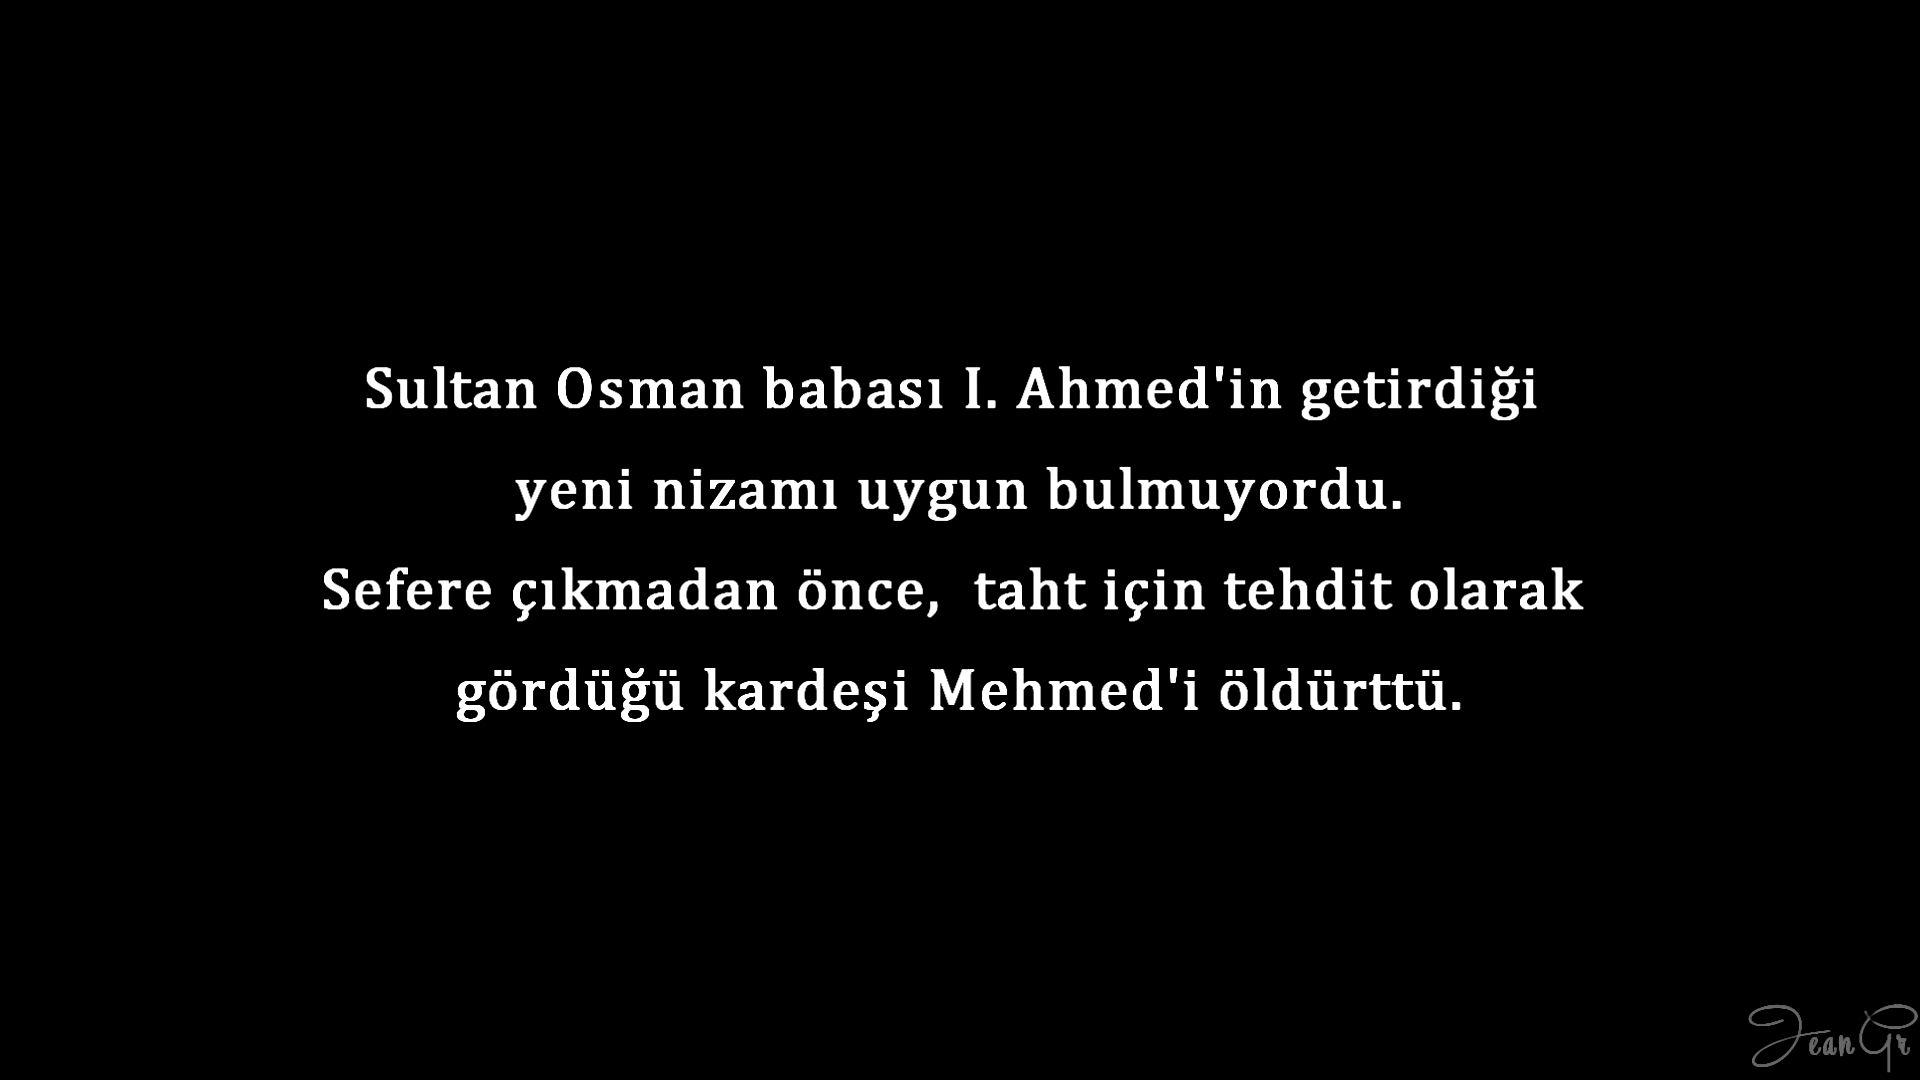 Sultan Osman babası I. Ahmed'in getirdiği
yeni nizamı uygun bulmuyordu.
Sefere çıkmadan önce,  taht için tehdit olarak
gördüğü kardeşi Mehmed'i öldürttü.
JeanGr